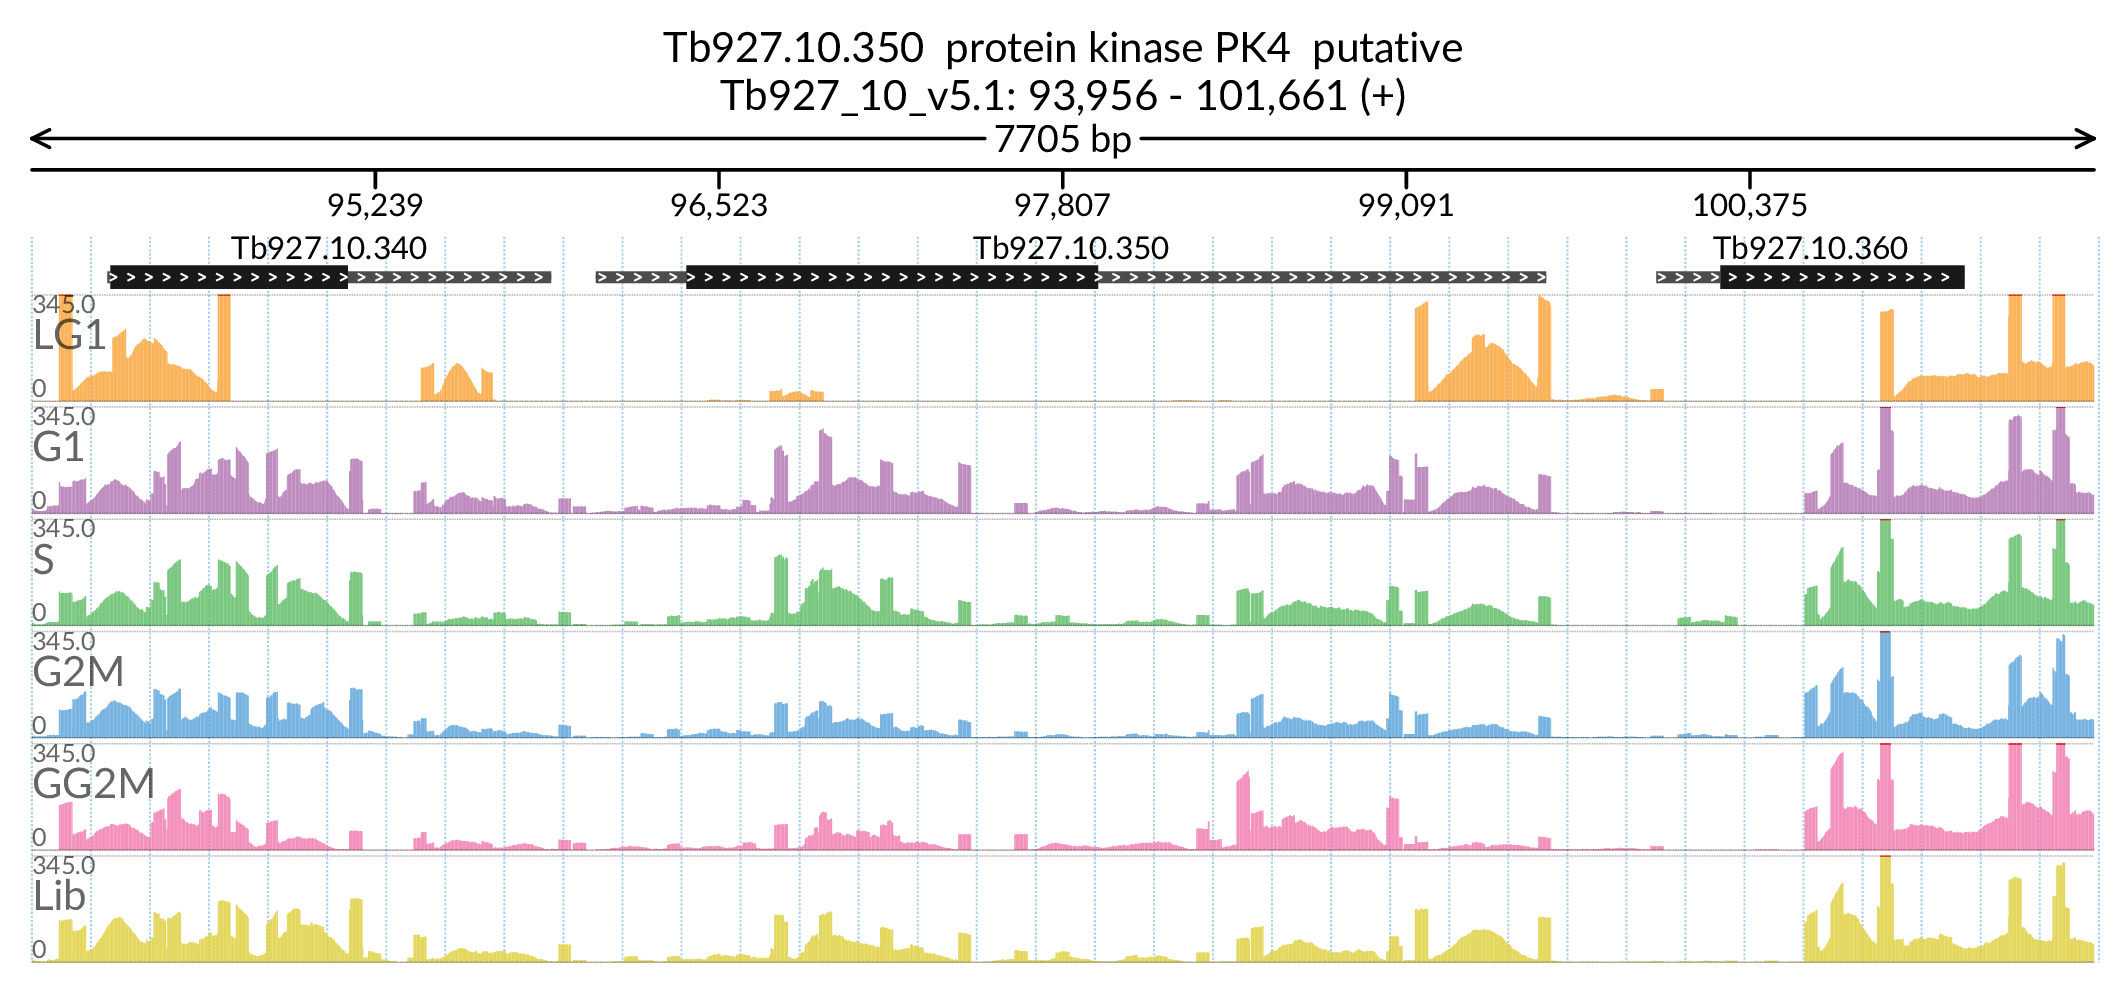 Tb927.10.350  protein kinase PK4  putative
Tb927_10_v5.1: 93,956 - 101,661 (+)
7705 bp
95,239 96,523 97,807 99,091 100,375
Tb927.10.340 Tb927.10.350 Tb927.10.360
345.0
LG1
0
345.0
G1
0
345.0
S
0
345.0
G2M
0
345.0
GG2M
0
345.0
Lib
0